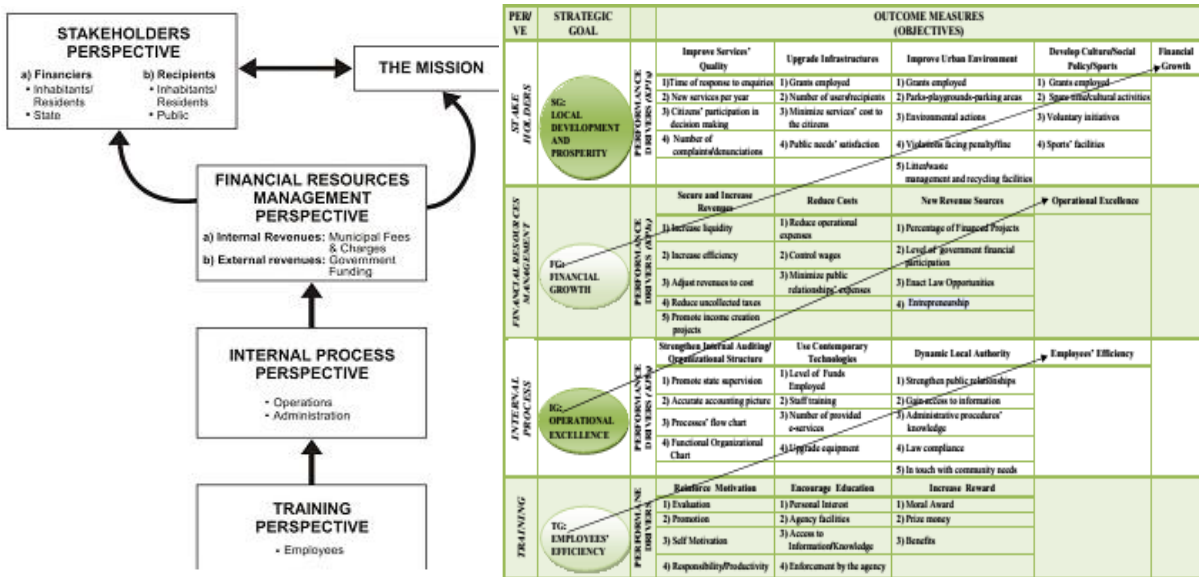 STAKEHOLDERS
PERSPECTIVE
a) Financiers
▪ Inhabitants/
Residents
▪ State
b) Recipients
▪ Inhabitants/
Residents
▪ Public
THE MISSION
FINANCIAL RESOURCES
MANAGEMENT
PERSPECTIVE
a) Internal Revenues: Municipal Fees
& Charges
b) External revenues: Government
Funding
INTERNAL PROCESS
PERSPECTIVE
▪ Operations
▪ Administration
TRAINING
PERSPECTIVE
▪ Employees
PER/
VE
STRATEGIC
GOAL
OUTCOME MEASURES
(OBJECTIVES)
STAKE
HOLDERS
SG:
LOCAL
DEVELOPMENT
AND
PROSPERITY
PERFORMANCE
DRIVERS (KPIs)
Improve Services'
Quality
Upgrade Infrastructures
Improve Urban Environment
Develop Culture/Social
Policy/Sports
Financial
Growth
1)Time of response to enquiries
1) Grants employed
1) Grants employed
1) Grants employed
2) New services per year
2) Number of users/recipients
2) Parks-playgrounds-parking areas
2) Spare time/cultural activities
3) Citizens' participation in
decision making
3) Minimize services' cost to
the citizens
3) Environmental actions
3) Voluntary initiatives
4) Number of
complaints/denunciations
4) Public needs' satisfaction
4) Violations facing penalty/fine
4) Sports' facilities
5) Litter/waste
management and recycling facilities
FINANCIAL RESOURCES
MANAGEMENT
FG:
FINANCIAL
GROWTH
PERFORMANCE
DRIVERS (KPIs)
Secure and Increase
Revenues
Reduce Costs
New Revenue Sources
Operational Excellence
1) Increase liquidity
1) Reduce operational
expenses
1) Percentage of Financed Projects
2) Increase efficiency
2) Control wages
2) Level of government financial
participation
3) Adjust revenues to cost
3) Minimize public
relationships' expenses
3) Enact Law Opportunities
4) Reduce uncollected taxes
4) Entrepreneurship
5) Promote income creation
projects
INTERNAL
PROCESS
IG:
OPERATIONAL
EXCELLENCE
PERFORMANCE
DRIVERS (KPIs)
Strengthen Internal Auditing/
Organizational Structure
Use Contemporary
Technologies
Dynamic Local Authority
Employees' Efficiency
1) Promote state supervision
1) Level of Funds
Employed
1) Strengthen public relationships
2) Accurate accounting picture
2) Staff training
2) Gain access to information
3) Processes' flow chart
3) Number of provided
e-services
3) Administrative procedures'
knowledge
4) Functional Organizational
Chart
4) Upgrade equipment
4) Law compliance
5) In touch with community needs
TRAINING
TG:
EMPLOYEES'
EFFICIENCY
PERFORMANE
DRIVERS
Reinforce Motivation
Encourage Education
Increase Reward
1) Evaluation
1) Personal Interest
1) Moral Award
2) Promotion
2) Agency facilities
2) Prize money
3) Self Motivation
3) Access to
Information/Knowledge
3) Benefits
4) Responsibility/Productivity
4) Enforcement by the agency